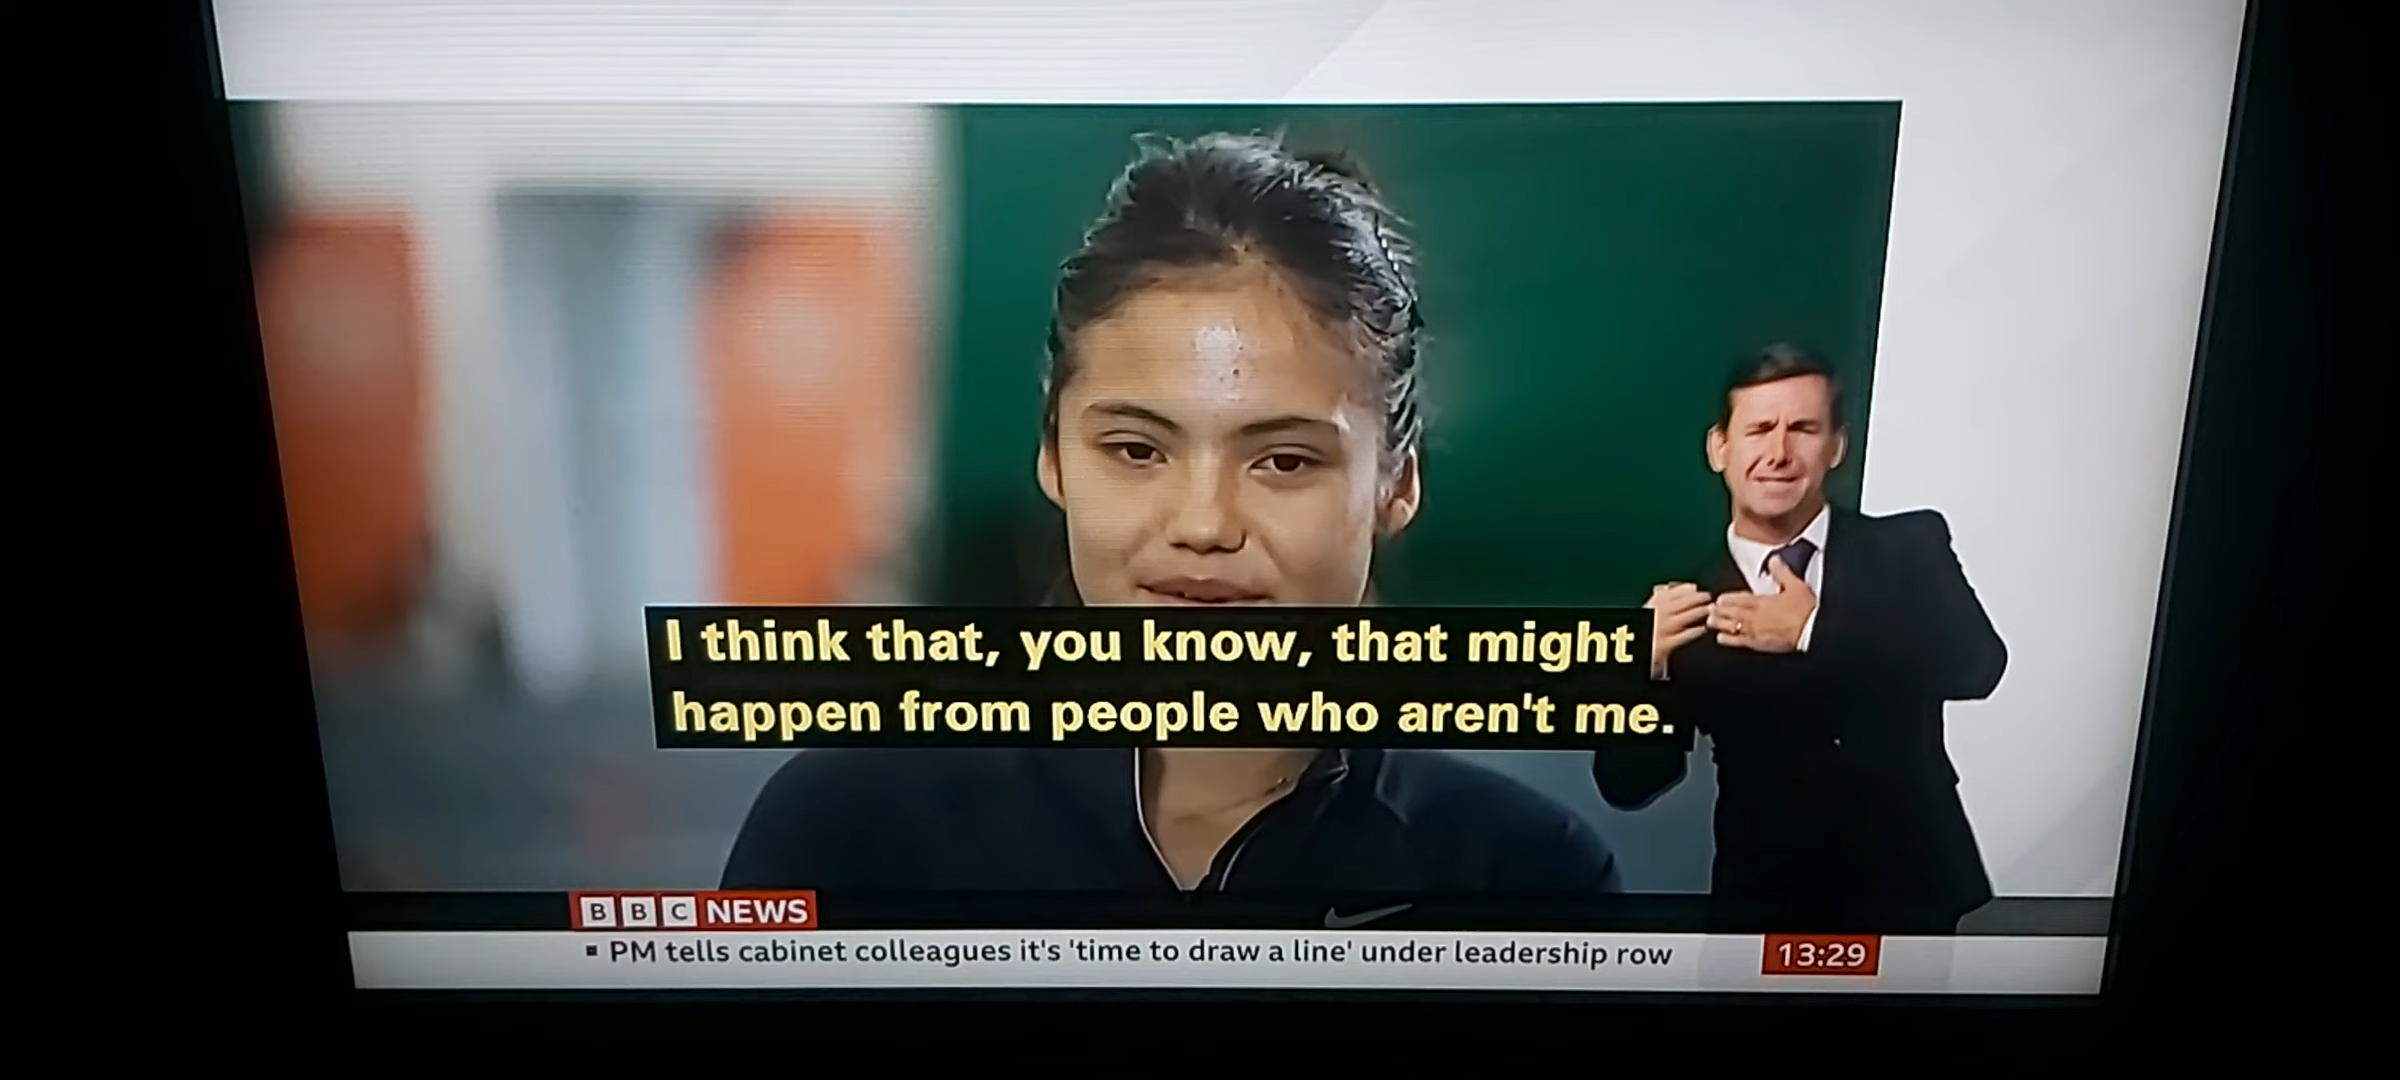 I think that, you know, that might
happen from people who aren't me.
BBC NEWS
▪ PM tells cabinet colleagues it's 'time to draw a line' under leadership row
13:29